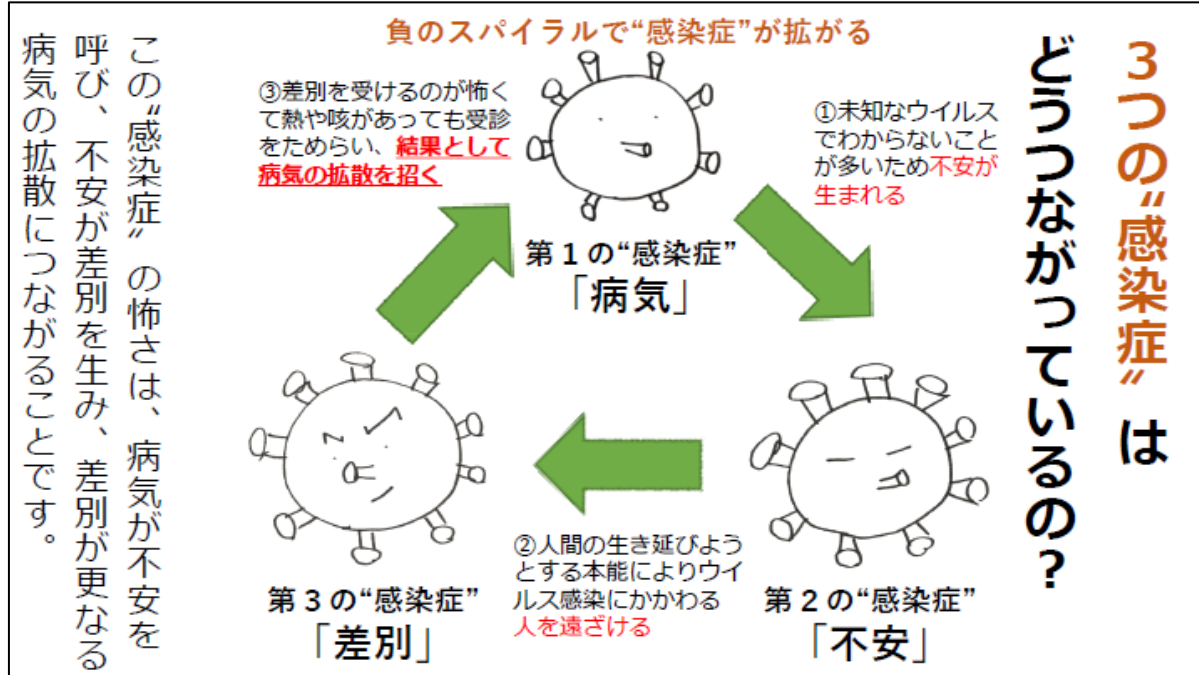 3つの“感染症”は
どうつながっているの？
負のスパイラルで“感染症”が拡がる
①未知なウイルス
でわからないこと
が多いため不安が
生まれる
第１の“感染症”
「病気」
②人間の生き延びよう
とする本能によりウイ
ルス感染にかかわる
人を遠ざける
第２の“感染症”
「不安」
③差別を受けるのが怖く
て熱や咳があっても受診
をためらい、結果として
病気の拡散を招く
第３の“感染症”
「差別」
この“感染症”の怖さは、病気が不安を
呼び、不安が差別を生み、差別が更なる
病気の拡散につながることです。